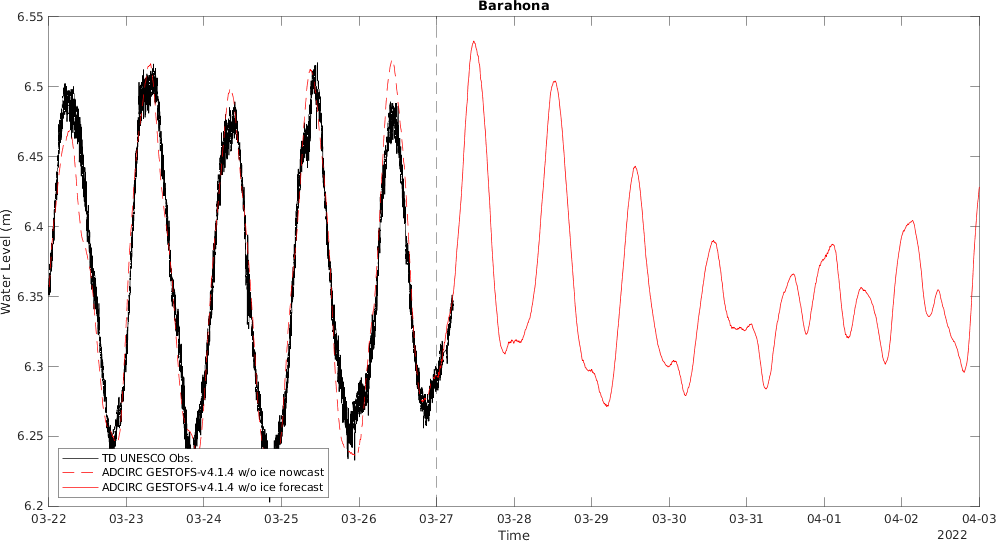 Barahona
6.55
6.5
6.45
6.4
6.35
6.3
6.25
6.2
Water Level (m)
TD UNESCO Obs.
ADCIRC GESTOFS-v4.1.4 w/o ice nowcast
ADCIRC GESTOFS-v4.1.4 w/o ice forecast
03-22 03-23 03-24 03-25 03-26 03-27 03-28 03-29 03-30 03-31 04-01 04-02 04-03
Time
2022